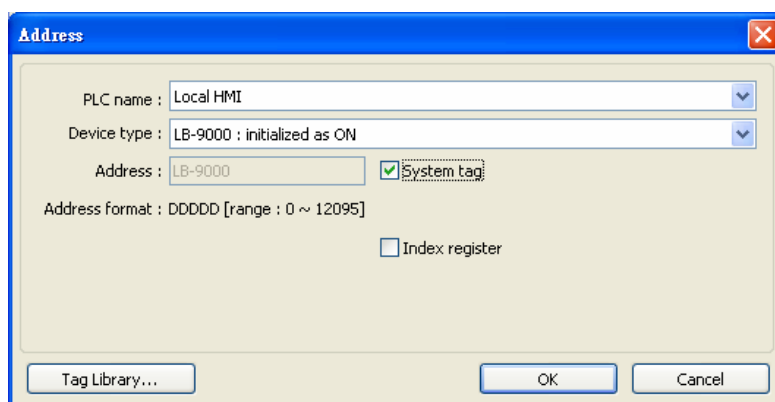 Address
PLC name : Local HMI
Device type : LB-9000 : initialized as ON
Address : LB-9000 System tag
Address format : DDDDD [range : 0 ~ 12095]
Index register
Tag Library... OK Cancel